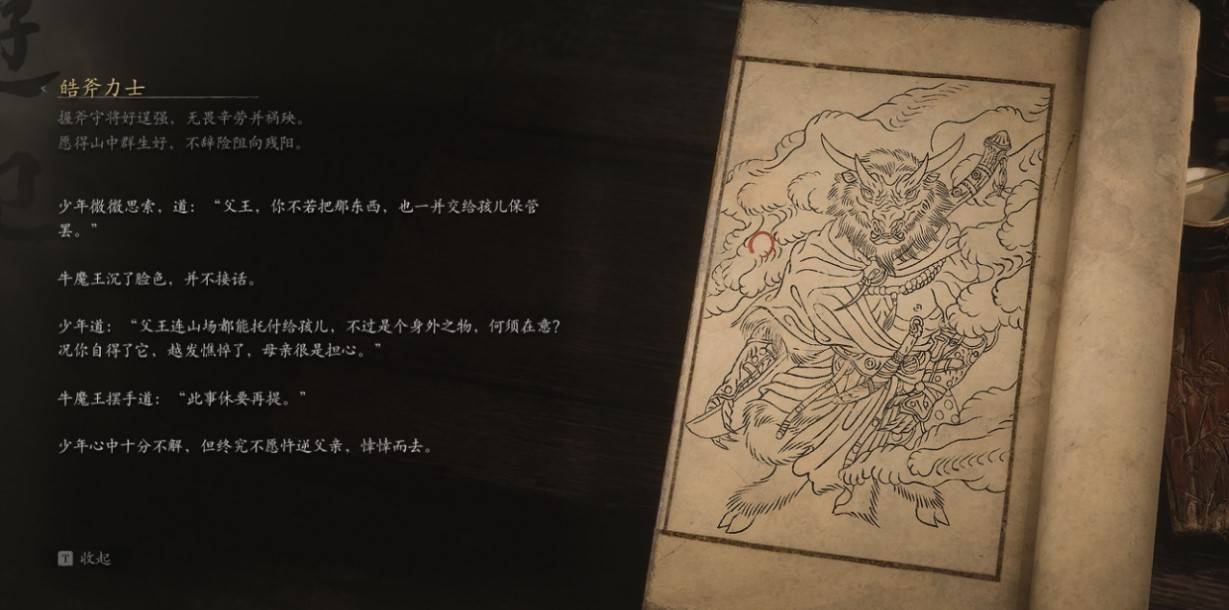 皓斧力士
握斧守将好逞强，无畏辛劳并祸殃。
愿得山中群生好，不辞险阻向残阳。
少年微微思索，道：“父王，你不若把那东西，也一并交给孩儿保管
罢。”
牛魔王沉了脸色，并不接话。
少年道：“父王连山场都能托付给孩儿，不过是个身外之物，何须在意？
况你自得了它，越发憔悴了，母亲很是担心。”
牛魔王摆手道：“此事休要再提。”
少年心中十分不解，但终究不愿忤逆父亲，悻悻而去。
T 收起